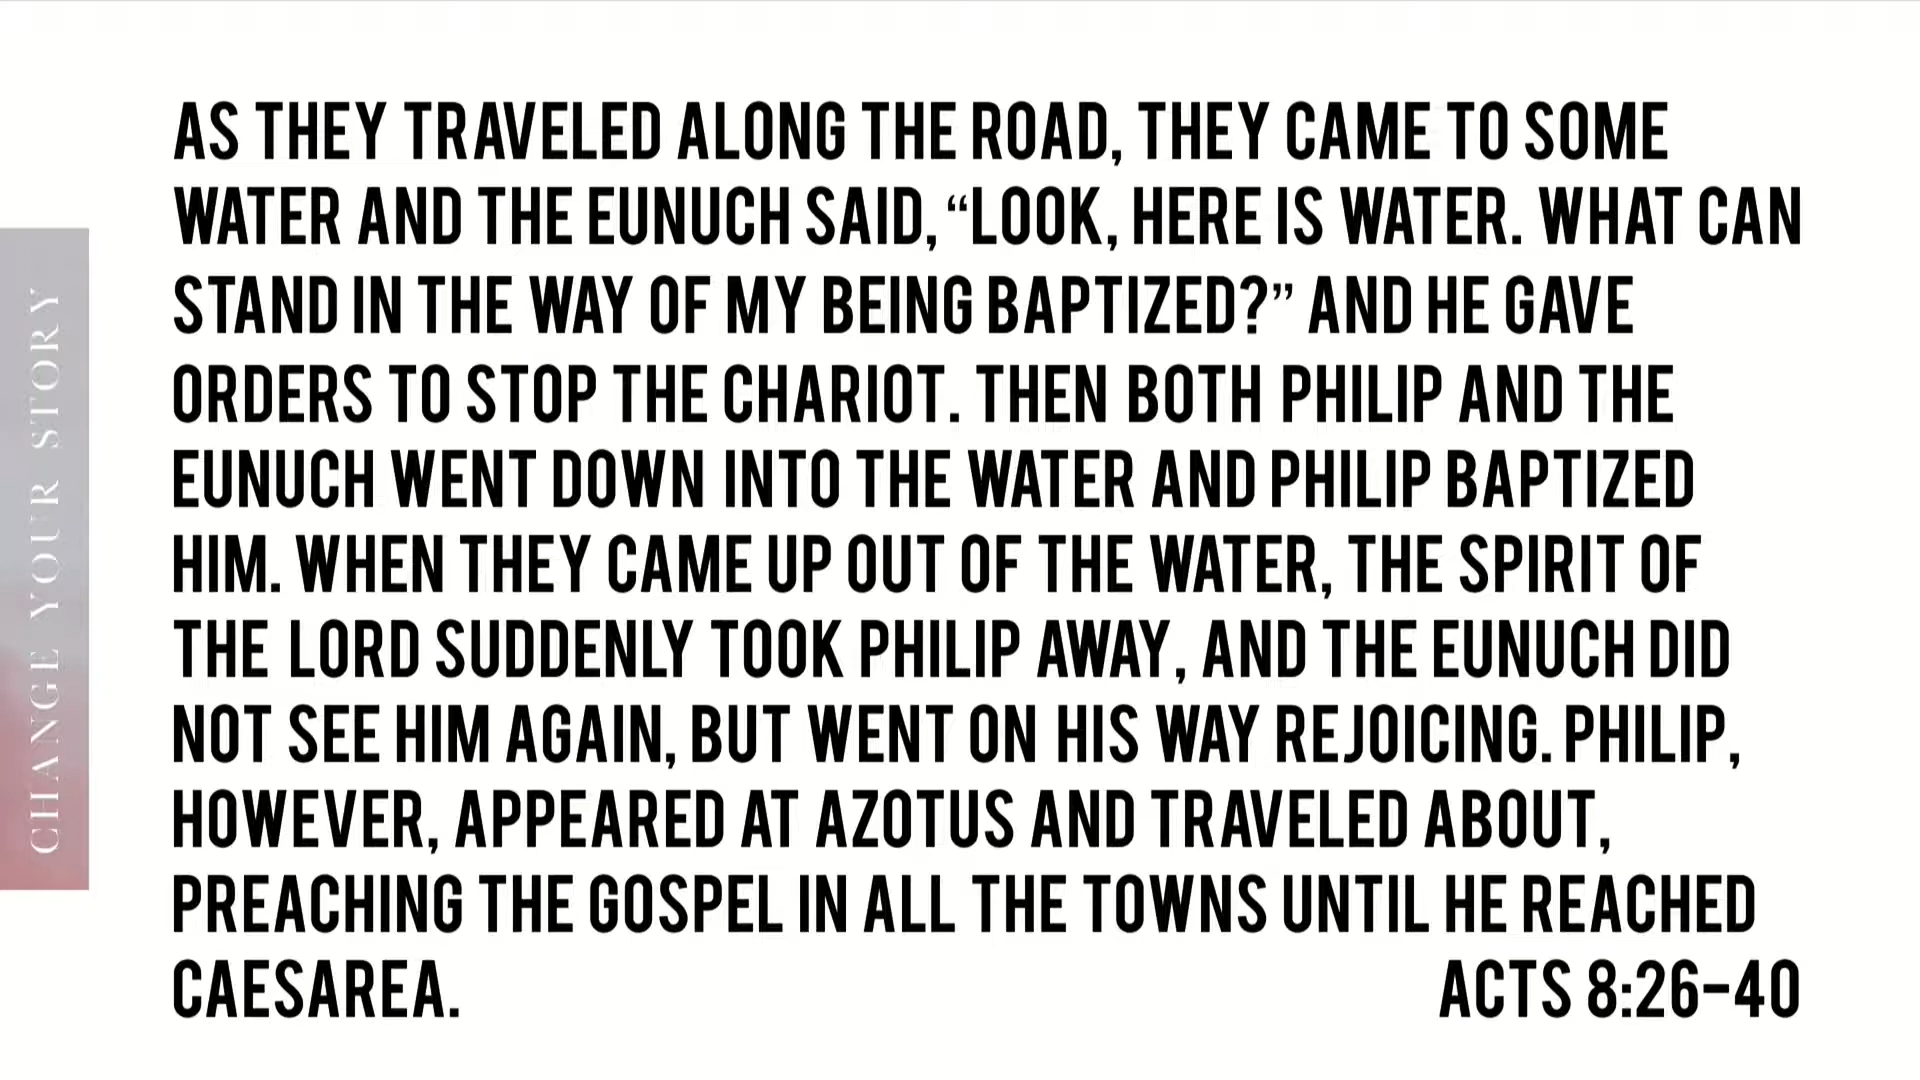 CHANGE YOUR STORY
AS THEY TRAVELED ALONG THE ROAD, THEY CAME TO SOME
WATER AND THE EUNUCH SAID, “LOOK, HERE IS WATER. WHAT CAN
STAND IN THE WAY OF MY BEING BAPTIZED?” AND HE GAVE
ORDERS TO STOP THE CHARIOT. THEN BOTH PHILIP AND THE
EUNUCH WENT DOWN INTO THE WATER AND PHILIP BAPTIZED
HIM. WHEN THEY CAME UP OUT OF THE WATER, THE SPIRIT OF
THE LORD SUDDENLY TOOK PHILIP AWAY, AND THE EUNUCH DID
NOT SEE HIM AGAIN, BUT WENT ON HIS WAY REJOICING. PHILIP,
HOWEVER, APPEARED AT AZOTUS AND TRAVELED ABOUT,
PREACHING THE GOSPEL IN ALL THE TOWNS UNTIL HE REACHED
CAESAREA. ACTS 8:26–40